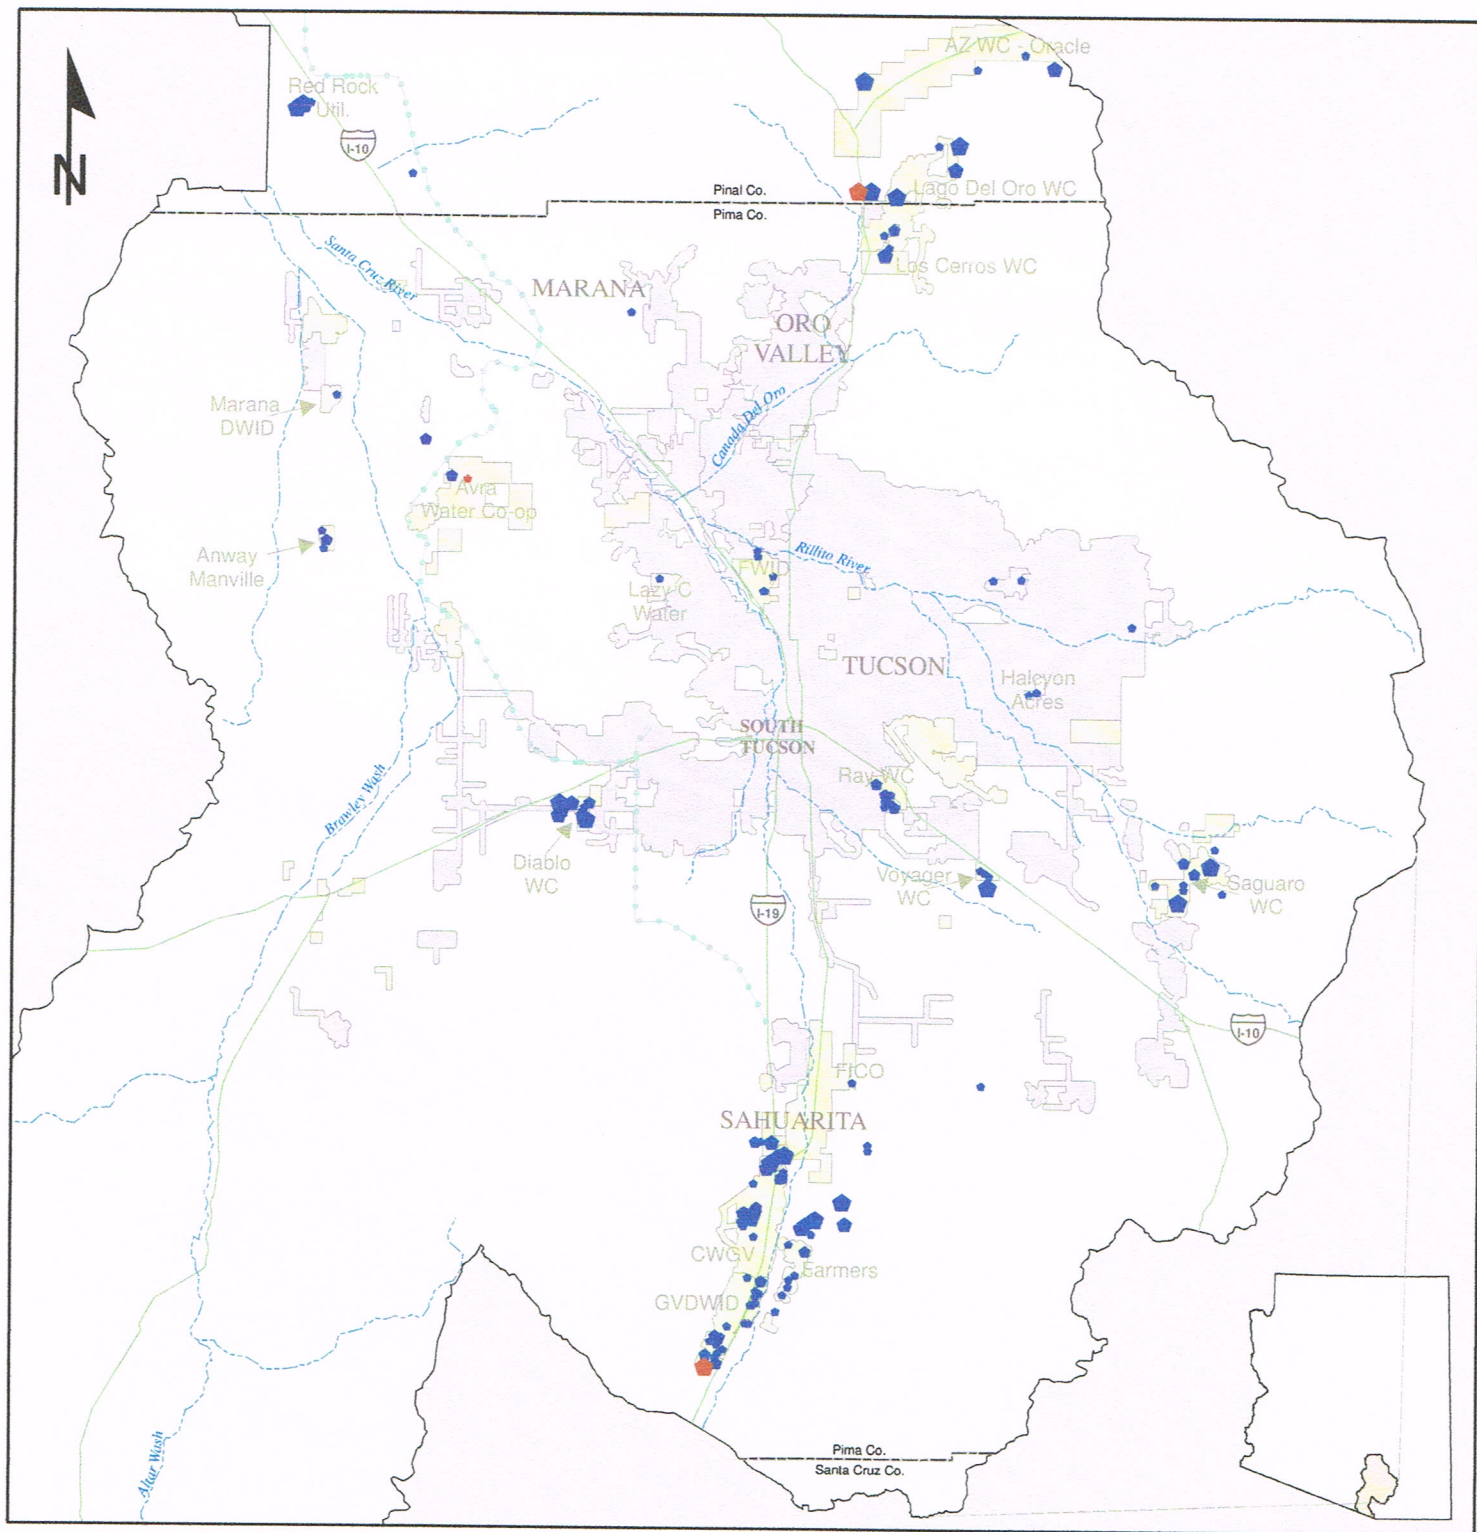 AZ WC - Oracle
Red Rock
Util.
I-10
N
Pinal Co.
Pima Co.
Lago Del Oro WC
Santa Cruz River
Los Cerros WC
MARANA
ORO
VALLEY
Marana
DWID
Canada Del Oro
Avra
Water Co-op
Anway
Manville
Rillito River
FWID
Lazy C
Water
TUCSON
Halcyon
Acres
SOUTH
TUCSON
Ray WC
Brawley Wash
Diablo
WC
Voyager
WC
Saguaro
WC
I-19
I-10
FICO
SAHUARITA
CWGV
Farmers
GVDWID
Altar Wash
Pima Co.
Santa Cruz Co.